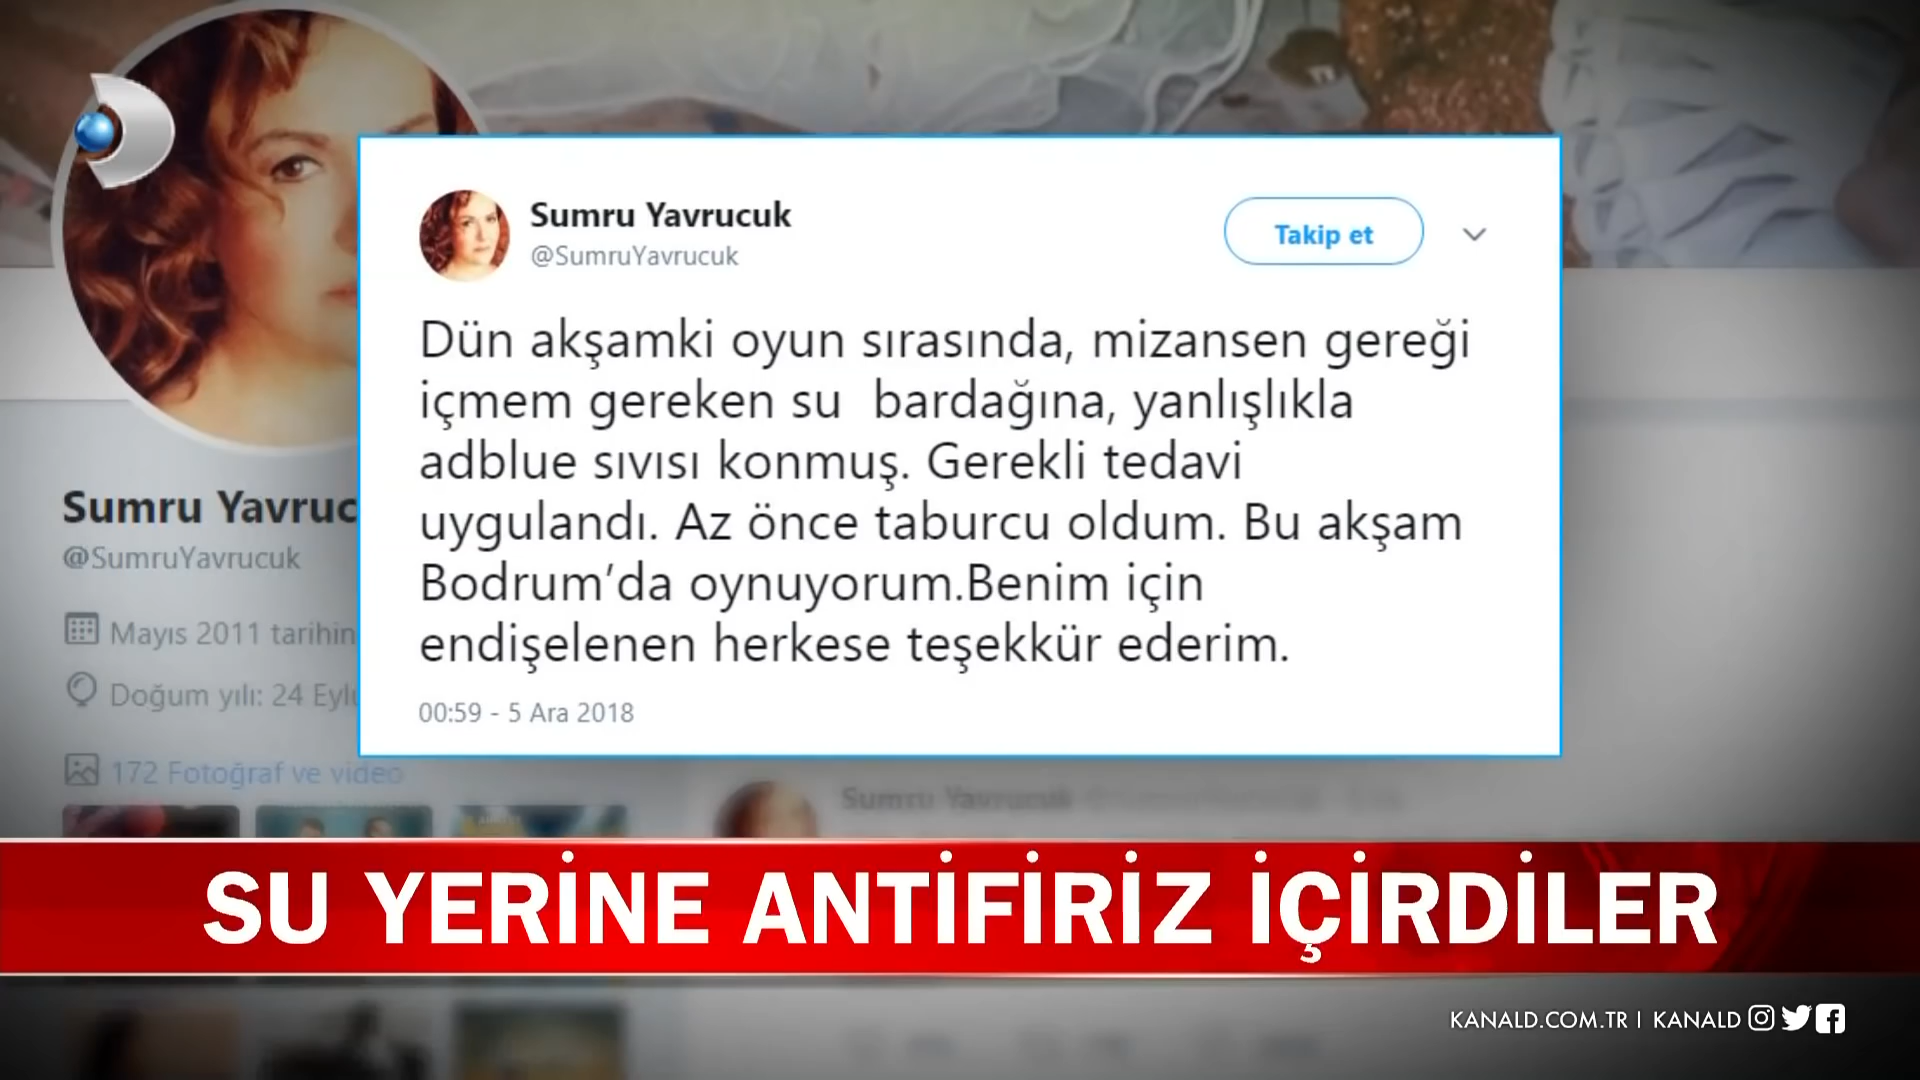 Sumru Yavrucuk
@SumruYavrucuk
Takip et
Dün akşamki oyun sırasında, mizansen gereği
içmem gereken su  bardağına, yanlışlıkla
adblue sıvısı konmuş. Gerekli tedavi
uygulandı. Az önce taburcu oldum. Bu akşam
Bodrum’da oynuyorum.Benim için
endişelenen herkese teşekkür ederim.
00:59 - 5 Ara 2018
Sumru Yavruc
@SumruYavrucuk
Mayıs 2011 tarihin
Doğum yılı: 24 Eylu
172 Fotoğraf ve video
Sumru Yavrucuk
SU YERİNE ANTİFİRİZ İÇİRDİLER
KANALD.COM.TR | KANALD